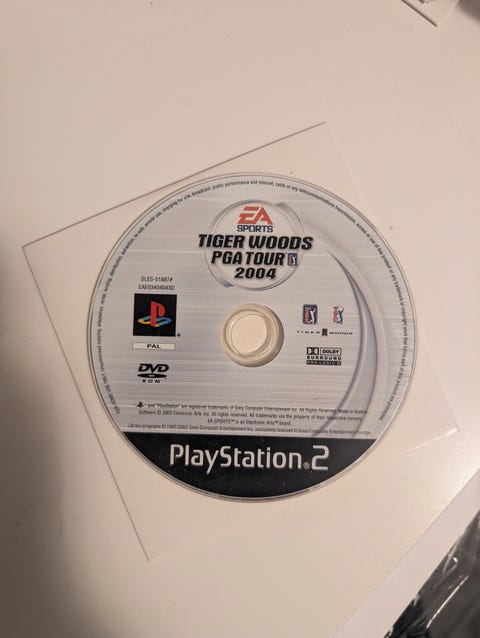 EA
SPORTS
TIGER WOODS
PGA TOUR
2004
SLES-51887#
EAE03404043D
PAL
DVD
ROM
TIGER WOODS
DOLBY
SURROUND
PRO LOGIC II
and "PlayStation" are registered trademarks of Sony Computer Entertainment Inc. All Rights Reserved. Made in Austria.
Software © 2003 Electronic Arts Inc. All rights reserved. All trademarks are the property of their respective owners.
EA SPORTS™ is an Electronic Arts™ brand.
Library programs © 1997-2003 Sony Computer Entertainment Inc. exclusively licensed to Sony Computer Entertainment Europe.
PlayStation®2